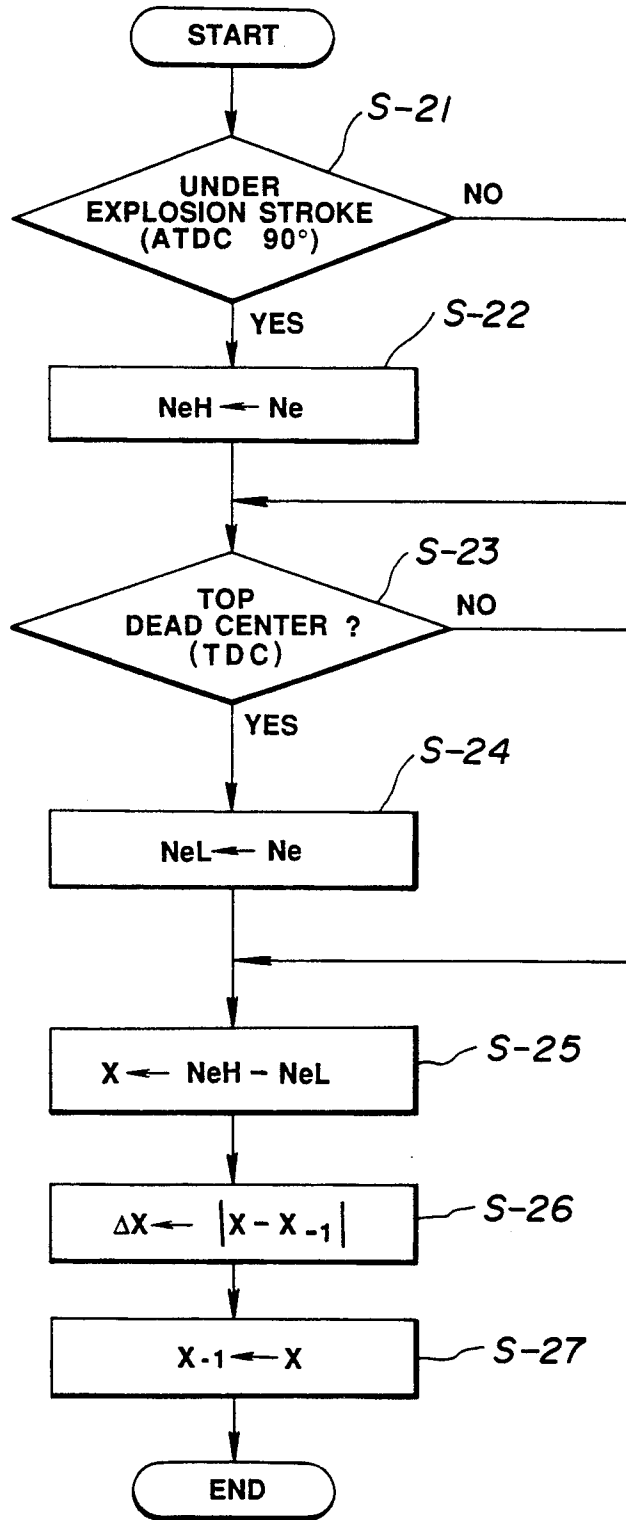 START
S-21
UNDER
EXPLOSION STROKE
(ATDC 90°)
NO
YES
S-22
NeH ← Ne
S-23
TOP
DEAD CENTER ?
(TDC)
NO
YES
S-24
NeL ← Ne
S-25
X ← NeH - NeL
S-26
ΔX ← |X - X-1|
S-27
X-1 ← X
END